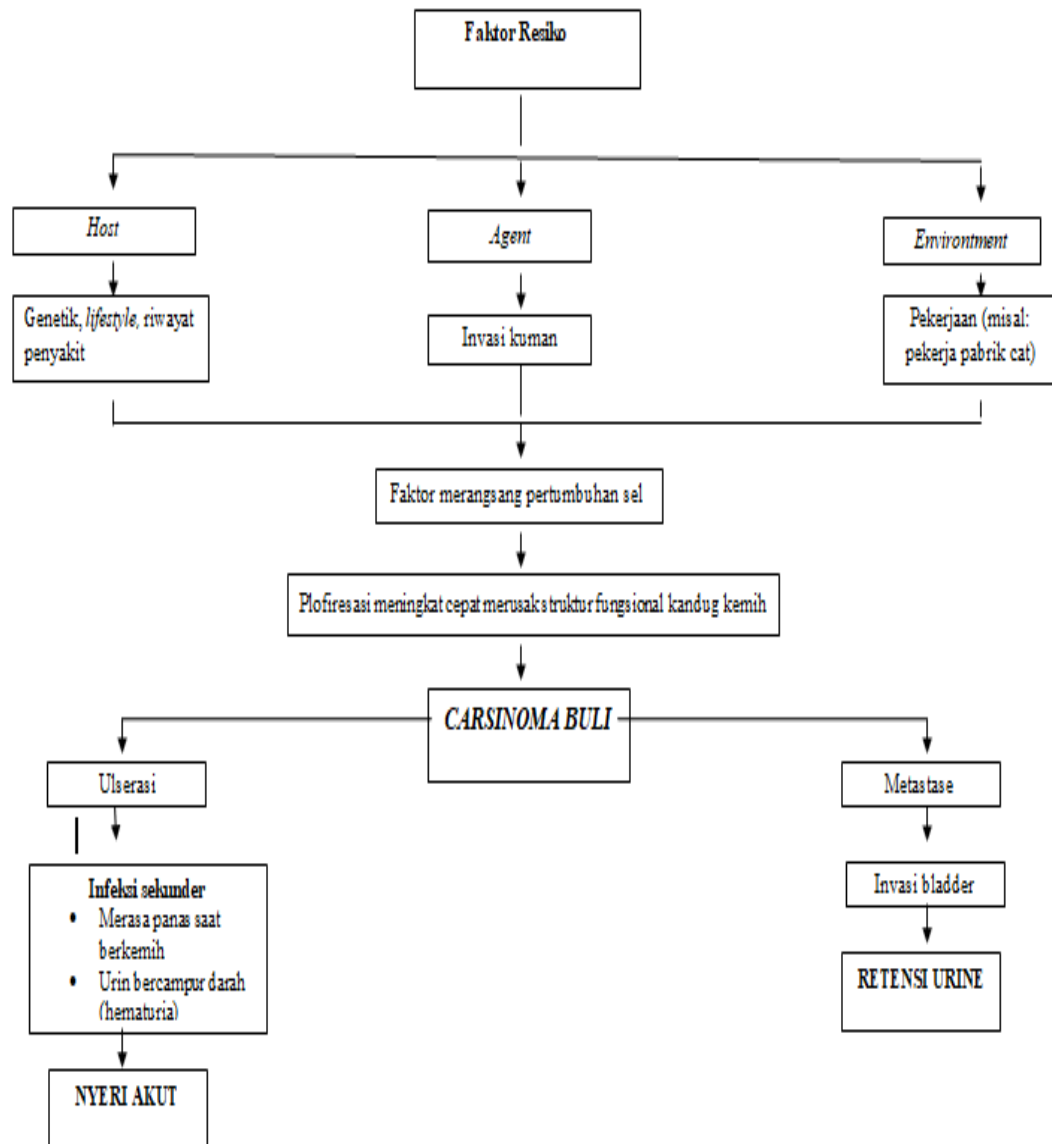 Faktor Resiko
Host
Agent
Environtment
Genetik, lifestyle, riwayat
penyakit
Invasi kuman
Pekerjaan (misal:
pekerja pabrik cat)
Faktor merangsang pertumbuhan sel
Plofiresasi meningkat cepat merusak struktur fungsional kandug kemih
CARSINOMA BULI
Ulserasi
Metastase
Infeksi sekunder
• Merasa panas saat
berkemih
• Urin bercampur darah
(hematuria)
Invasi bladder
RETENSI URINE
NYERI AKUT